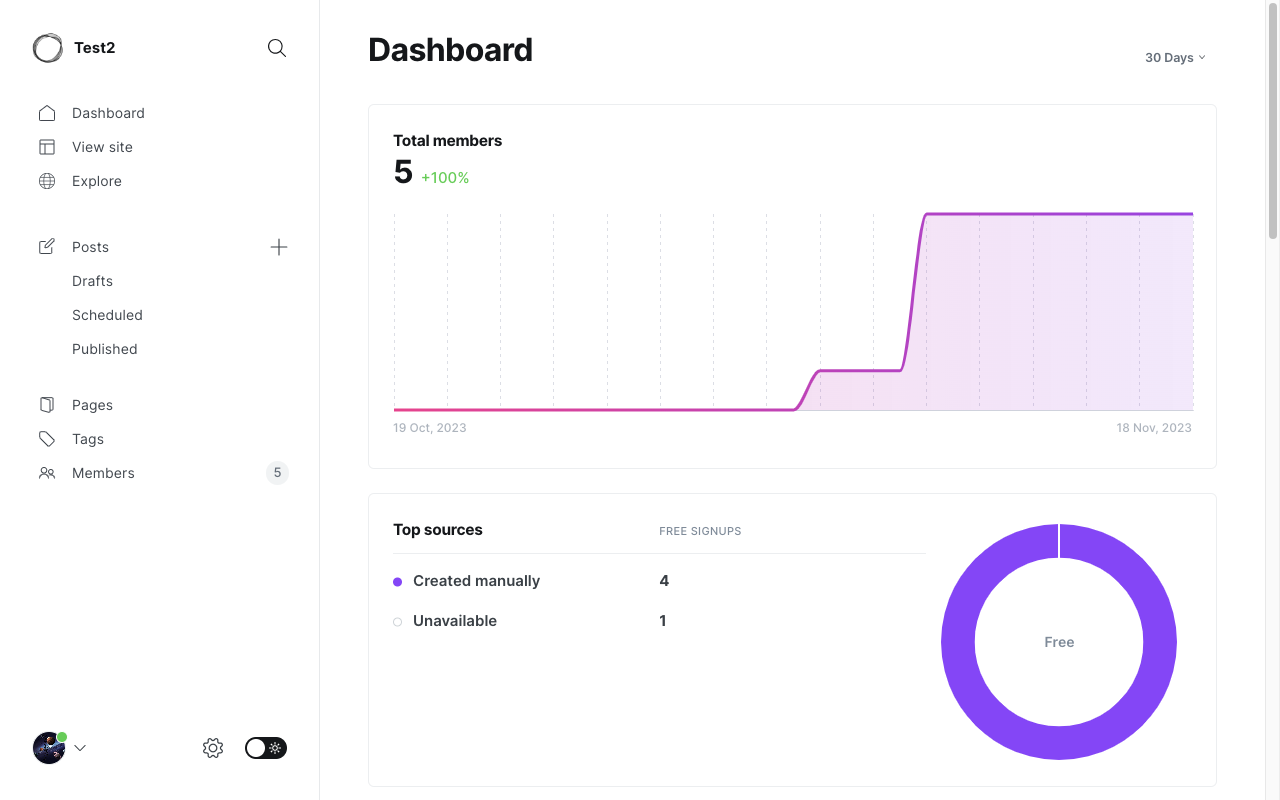 Test2
Dashboard
View site
Explore
Posts
Drafts
Scheduled
Published
Pages
Tags
Members
5
Dashboard
30 Days
Total members
5 +100%
19 Oct, 2023
18 Nov, 2023
Top sources
FREE SIGNUPS
Created manually
4
Unavailable
1
Free